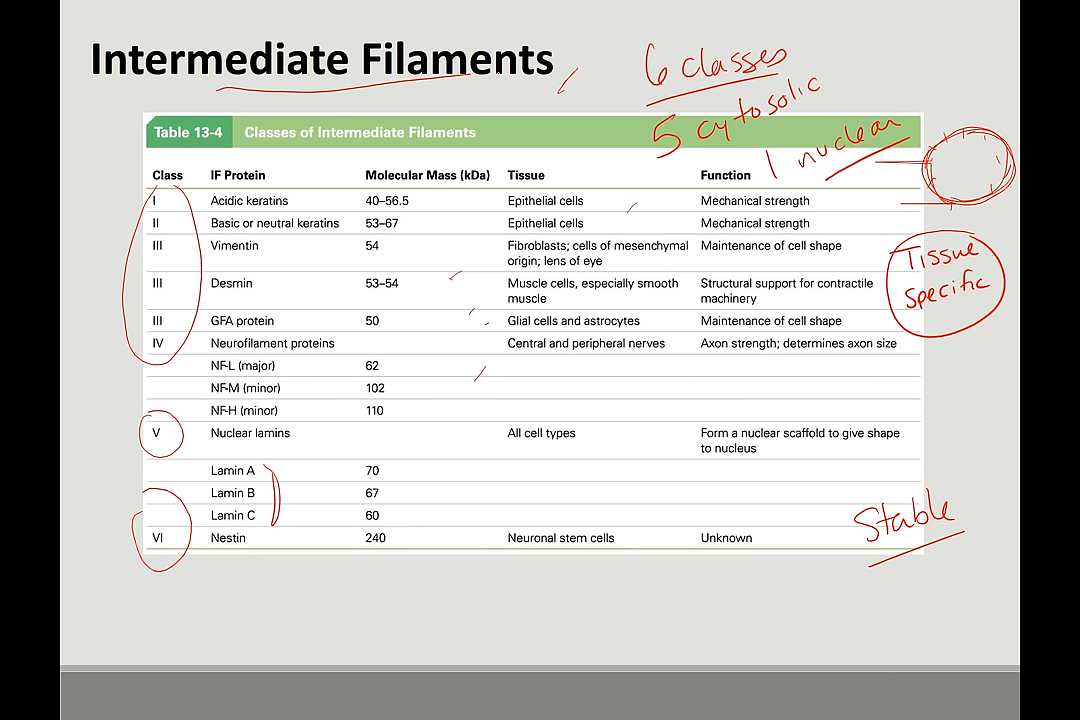 Intermediate Filaments
6 classes
5 cytosolic
1 nuclear
Table 13-4 Classes of Intermediate Filaments
Class IF Protein Molecular Mass (kDa) Tissue Function
I Acidic keratins 40–56.5 Epithelial cells Mechanical strength
II Basic or neutral keratins 53–67 Epithelial cells Mechanical strength
III Vimentin 54 Fibroblasts; cells of mesenchymal Maintenance of cell shape
origin; lens of eye
Tissue
Specific
III Desmin 53–54 Muscle cells, especially smooth Structural support for contractile
muscle machinery
III GFA protein 50 Glial cells and astrocytes Maintenance of cell shape
IV Neurofilament proteins Central and peripheral nerves Axon strength; determines axon size
NF-L (major) 62
NF-M (minor) 102
NF-H (minor) 110
V Nuclear lamins All cell types Form a nuclear scaffold to give shape
to nucleus
Lamin A 70
Lamin B 67
Lamin C 60
Stable
VI Nestin 240 Neuronal stem cells Unknown